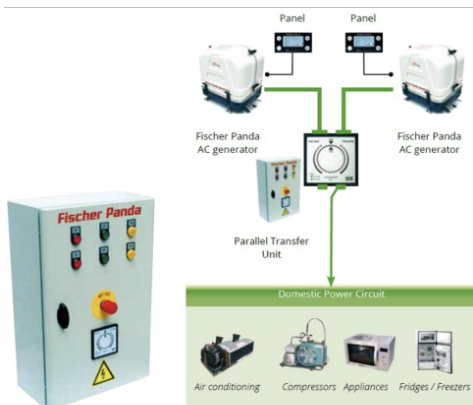 Panel
Panel
Fischer Panda
AC generator
Fischer Panda
AC generator
Fischer Panda
Parallel Transfer
Unit
Domestic Power Circuit
Air conditioning
Compressors
Appliances
Fridges / Freezers